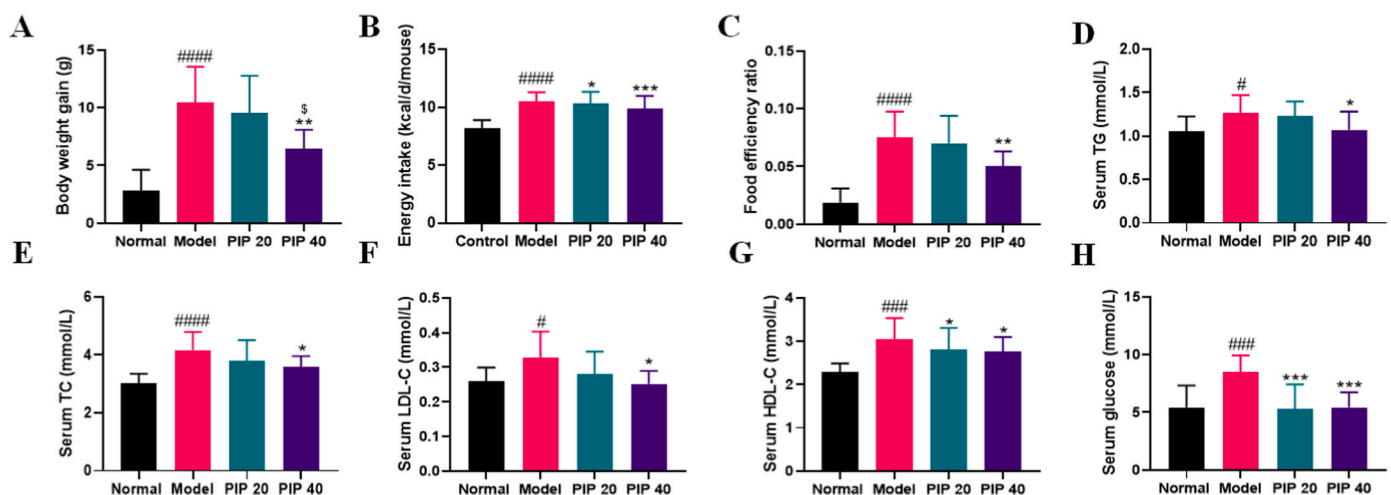 A
Body weight gain (g)
15
10
5
0
####
$
**
Normal Model PIP 20 PIP 40
B
Energy intake (kcal/d/mouse)
15
10
5
0
####
*
***
Control Model PIP 20 PIP 40
C
Food efficiency ratio
0.15
0.10
0.05
0.00
####
**
Normal Model PIP 20 PIP 40
D
Serum TG (mmol/L)
2.0
1.5
1.0
0.5
0.0
#
*
Normal Model PIP 20 PIP 40
E
Serum TC (mmol/L)
6
4
2
0
####
*
Normal Model PIP 20 PIP 40
F
Serum LDL-C (mmol/L)
0.5
0.4
0.3
0.2
0.1
0.0
#
*
Normal Model PIP 20 PIP 40
G
Serum HDL-C (mmol/L)
4
3
2
1
0
###
*
*
Normal Model PIP 20 PIP 40
H
Serum glucose (mmol/L)
15
10
5
0
###
***
***
Normal Model PIP 20 PIP 40